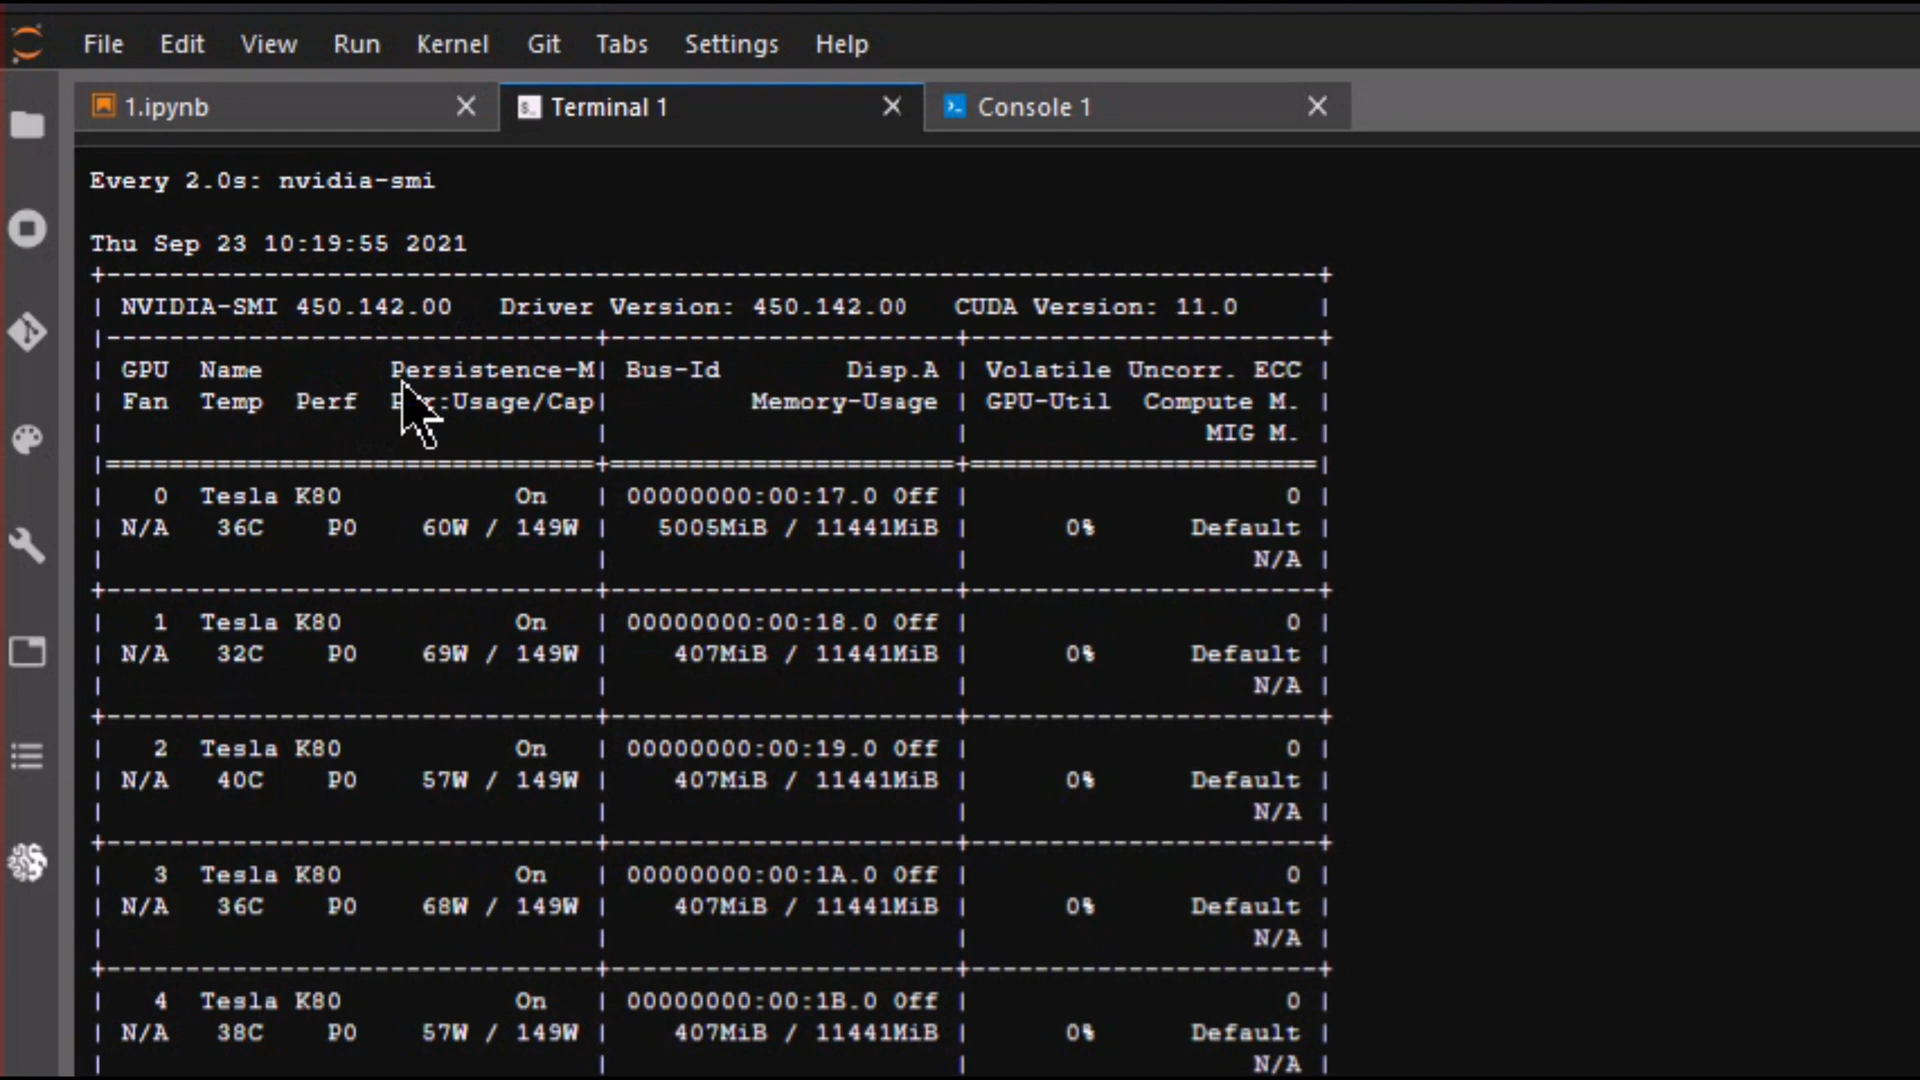 File Edit View Run Kernel Git Tabs Settings Help
1.ipynb Terminal 1 Console 1
Every 2.0s: nvidia-smi
Thu Sep 23 10:19:55 2021
+-----------------------------------------------------------------------------+
| NVIDIA-SMI 450.142.00   Driver Version: 450.142.00   CUDA Version: 11.0     |
|-------------------------------+----------------------+----------------------+
| GPU  Name        Persistence-M| Bus-Id        Disp.A | Volatile Uncorr. ECC |
| Fan  Temp  Perf  :Usage/Cap|         Memory-Usage | GPU-Util  Compute M. |
|                               |                      |               MIG M. |
|===============================+======================+======================|
|   0  Tesla K80           On   | 00000000:00:17.0 Off |                    0 |
| N/A   36C    P0    60W / 149W |   5005MiB / 11441MiB |      0%      Default |
|                               |                      |                  N/A |
+-------------------------------+----------------------+----------------------+
|   1  Tesla K80           On   | 00000000:00:18.0 Off |                    0 |
| N/A   32C    P0    69W / 149W |    407MiB / 11441MiB |      0%      Default |
|                               |                      |                  N/A |
+-------------------------------+----------------------+----------------------+
|   2  Tesla K80           On   | 00000000:00:19.0 Off |                    0 |
| N/A   40C    P0    57W / 149W |    407MiB / 11441MiB |      0%      Default |
|                               |                      |                  N/A |
+-------------------------------+----------------------+----------------------+
|   3  Tesla K80           On   | 00000000:00:1A.0 Off |                    0 |
| N/A   36C    P0    68W / 149W |    407MiB / 11441MiB |      0%      Default |
|                               |                      |                  N/A |
+-------------------------------+----------------------+----------------------+
|   4  Tesla K80           On   | 00000000:00:1B.0 Off |                    0 |
| N/A   38C    P0    57W / 149W |    407MiB / 11441MiB |      0%      Default |
|                               |                      |                  N/A |